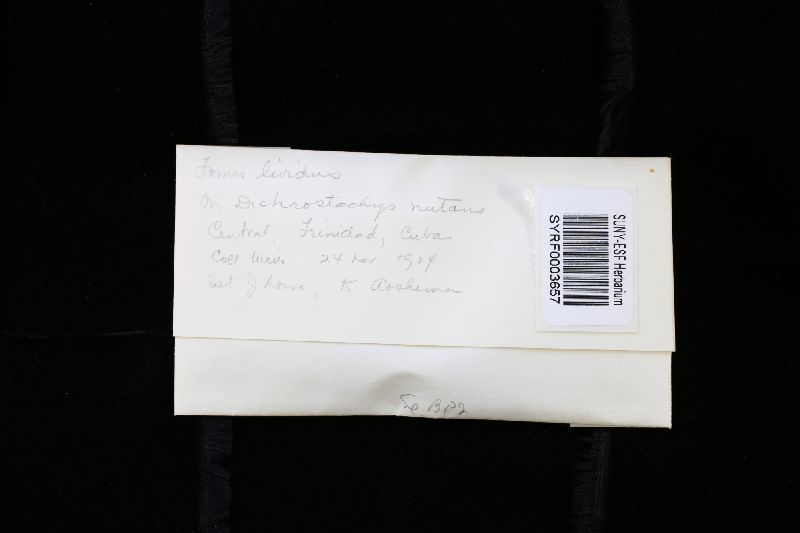 Fomes lividus
On Dichrostachys nutans
Central, Trinidad, Cuba
Coll Weir 24 Nov. 1924
Det J Lowe, K
SUNY-ESF Herbarium
SYRF0003657